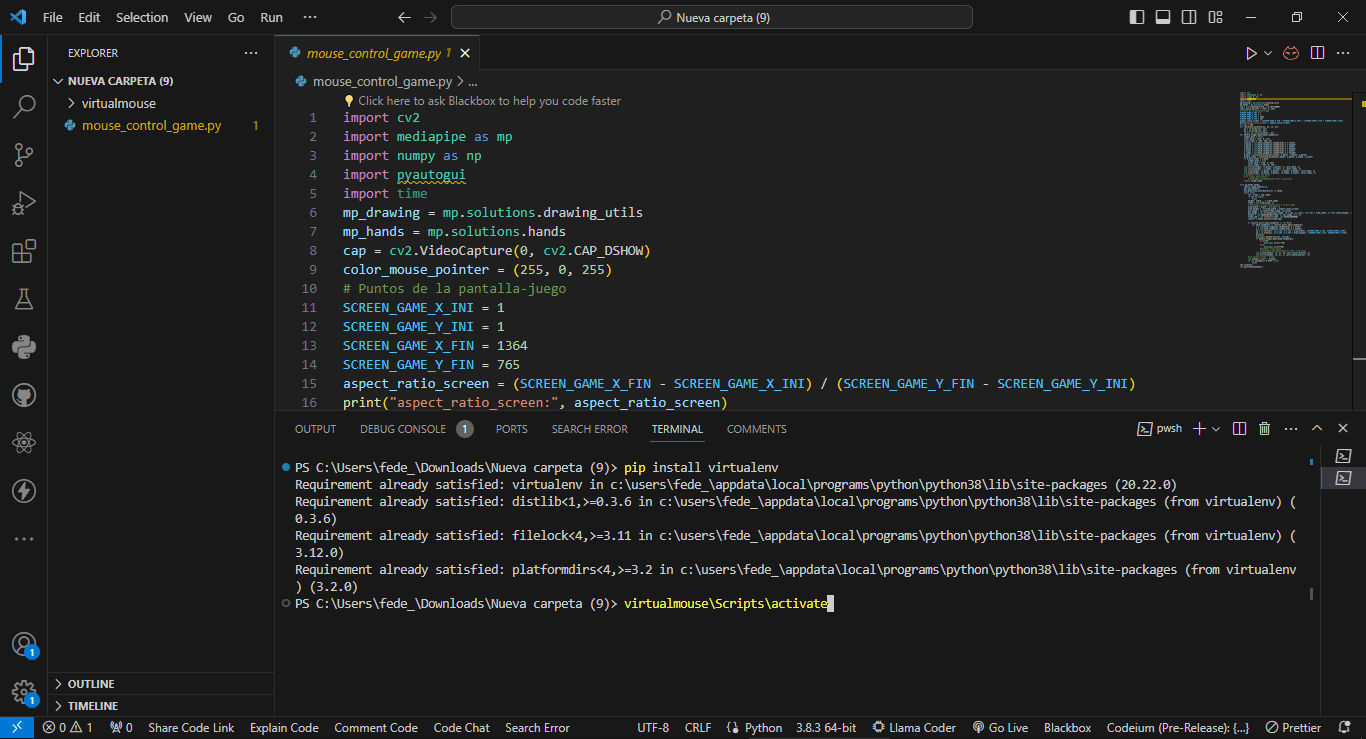 File Edit Selection View Go Run ··· Nueva carpeta (9)
EXPLORER ···
NUEVA CARPETA (9)
virtualmouse
mouse_control_game.py 1
mouse_control_game.py 1
mouse_control_game.py > ...
Click here to ask Blackbox to help you code faster
1 import cv2
2 import mediapipe as mp
3 import numpy as np
4 import pyautogui
5 import time
6 mp_drawing = mp.solutions.drawing_utils
7 mp_hands = mp.solutions.hands
8 cap = cv2.VideoCapture(0, cv2.CAP_DSHOW)
9 color_mouse_pointer = (255, 0, 255)
10 # Puntos de la pantalla-juego
11 SCREEN_GAME_X_INI = 1
12 SCREEN_GAME_Y_INI = 1
13 SCREEN_GAME_X_FIN = 1364
14 SCREEN_GAME_Y_FIN = 765
15 aspect_ratio_screen = (SCREEN_GAME_X_FIN - SCREEN_GAME_X_INI) / (SCREEN_GAME_Y_FIN - SCREEN_GAME_Y_INI)
16 print("aspect_ratio_screen:", aspect_ratio_screen)
OUTPUT DEBUG CONSOLE 1 PORTS SEARCH ERROR TERMINAL COMMENTS pwsh
PS C:\Users\fede_\Downloads\Nueva carpeta (9)> pip install virtualenv
Requirement already satisfied: virtualenv in c:\users\fede_\appdata\local\programs\python\python38\lib\site-packages (20.22.0)
Requirement already satisfied: distlib<1,>=0.3.6 in c:\users\fede_\appdata\local\programs\python\python38\lib\site-packages (from virtualenv) (
0.3.6)
Requirement already satisfied: filelock<4,>=3.11 in c:\users\fede_\appdata\local\programs\python\python38\lib\site-packages (from virtualenv) (
3.12.0)
Requirement already satisfied: platformdirs<4,>=3.2 in c:\users\fede_\appdata\local\programs\python\python38\lib\site-packages (from virtualenv
) (3.2.0)
PS C:\Users\fede_\Downloads\Nueva carpeta (9)> virtualmouse\Scripts\activate
1
1
OUTLINE
TIMELINE
0 1 0 Share Code Link Explain Code Comment Code Code Chat Search Error UTF-8 CRLF {} Python 3.8.3 64-bit Llama Coder Go Live Blackbox Codeium (Pre-Release): {...} Prettier